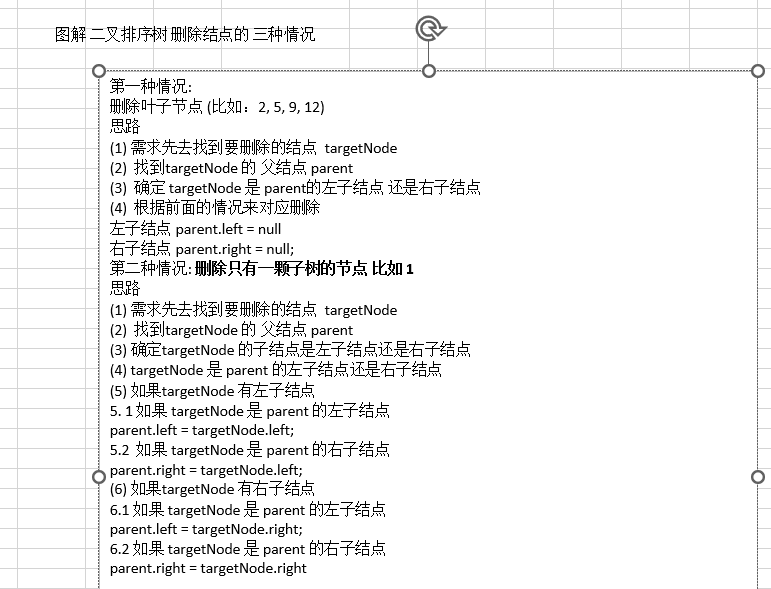 图解 二叉排序树 删除结点的 三种情况
第一种情况:
删除叶子节点 (比如：2, 5, 9, 12)
思路
(1) 需求先去找到要删除的结点 targetNode
(2) 找到targetNode 的 父结点 parent
(3) 确定 targetNode 是 parent的左子结点 还是右子结点
(4) 根据前面的情况来对应删除
左子结点 parent.left = null
右子结点 parent.right = null;
第二种情况: 删除只有一颗子树的节点 比如 1
思路
(1) 需求先去找到要删除的结点 targetNode
(2) 找到targetNode 的 父结点 parent
(3) 确定targetNode 的子结点是左子结点还是右子结点
(4) targetNode 是 parent 的左子结点还是右子结点
(5) 如果targetNode 有左子结点
5. 1 如果 targetNode 是 parent 的左子结点
parent.left = targetNode.left;
5.2 如果 targetNode 是 parent 的右子结点
parent.right = targetNode.left;
(6) 如果targetNode 有右子结点
6.1 如果 targetNode 是 parent 的左子结点
parent.left = targetNode.right;
6.2 如果 targetNode 是 parent 的右子结点
parent.right = targetNode.right